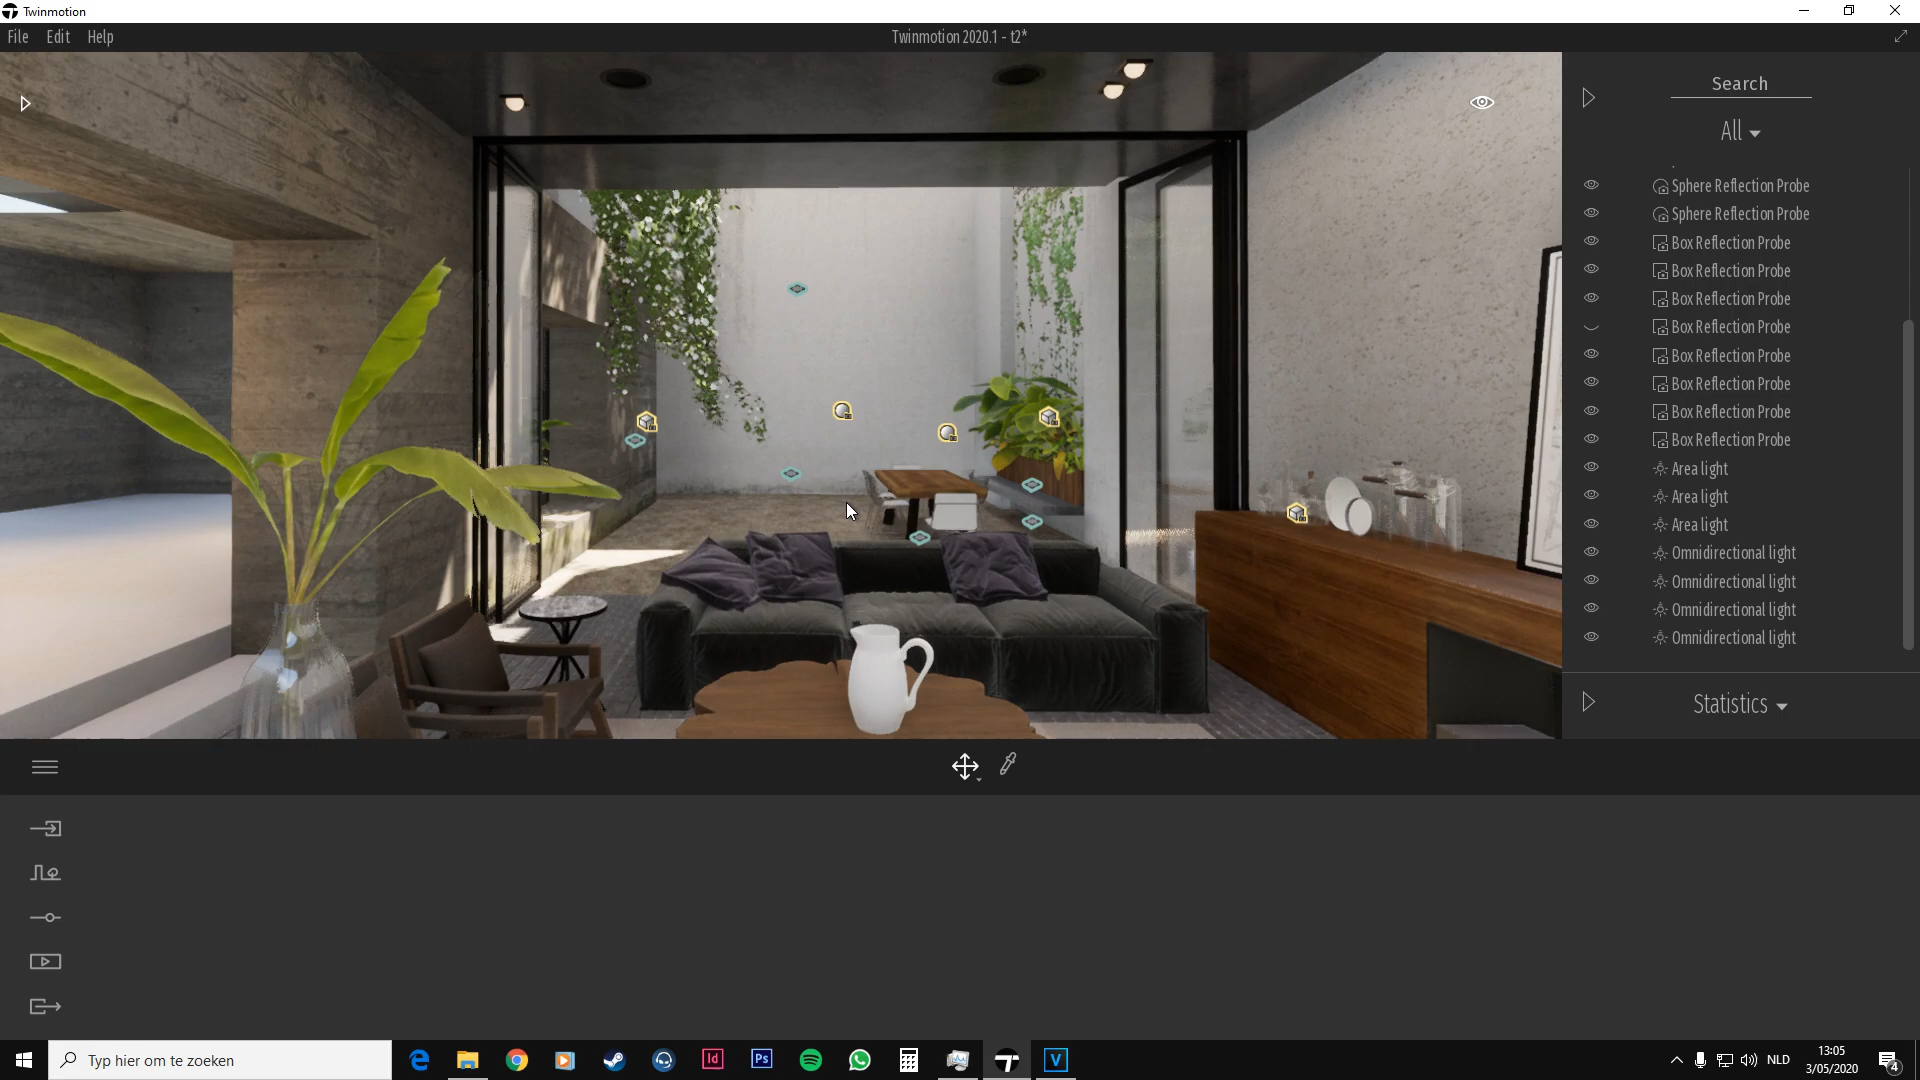 Twinmotion
File Edit Help
Twinmotion 2020.1 - t2*
Search
All
Sphere Reflection Probe
Sphere Reflection Probe
Box Reflection Probe
Box Reflection Probe
Box Reflection Probe
Box Reflection Probe
Box Reflection Probe
Box Reflection Probe
Box Reflection Probe
Box Reflection Probe
Area light
Area light
Area light
Omnidirectional light
Omnidirectional light
Omnidirectional light
Omnidirectional light
Statistics
Typ hier om te zoeken
Id
Ps
V
NLD
13:05
3/05/2020
4